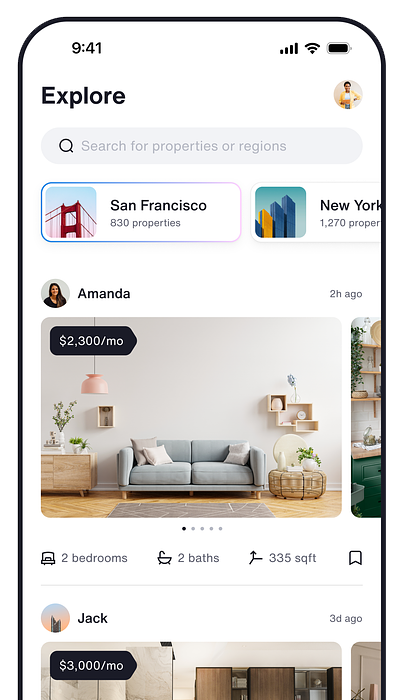 9:41
Explore
Search for properties or regions
San Francisco
830 properties
New York
1,270 proper
Amanda
2h ago
$2,300/mo
2 bedrooms
2 baths
335 sqft
Jack
3d ago
$3,000/mo